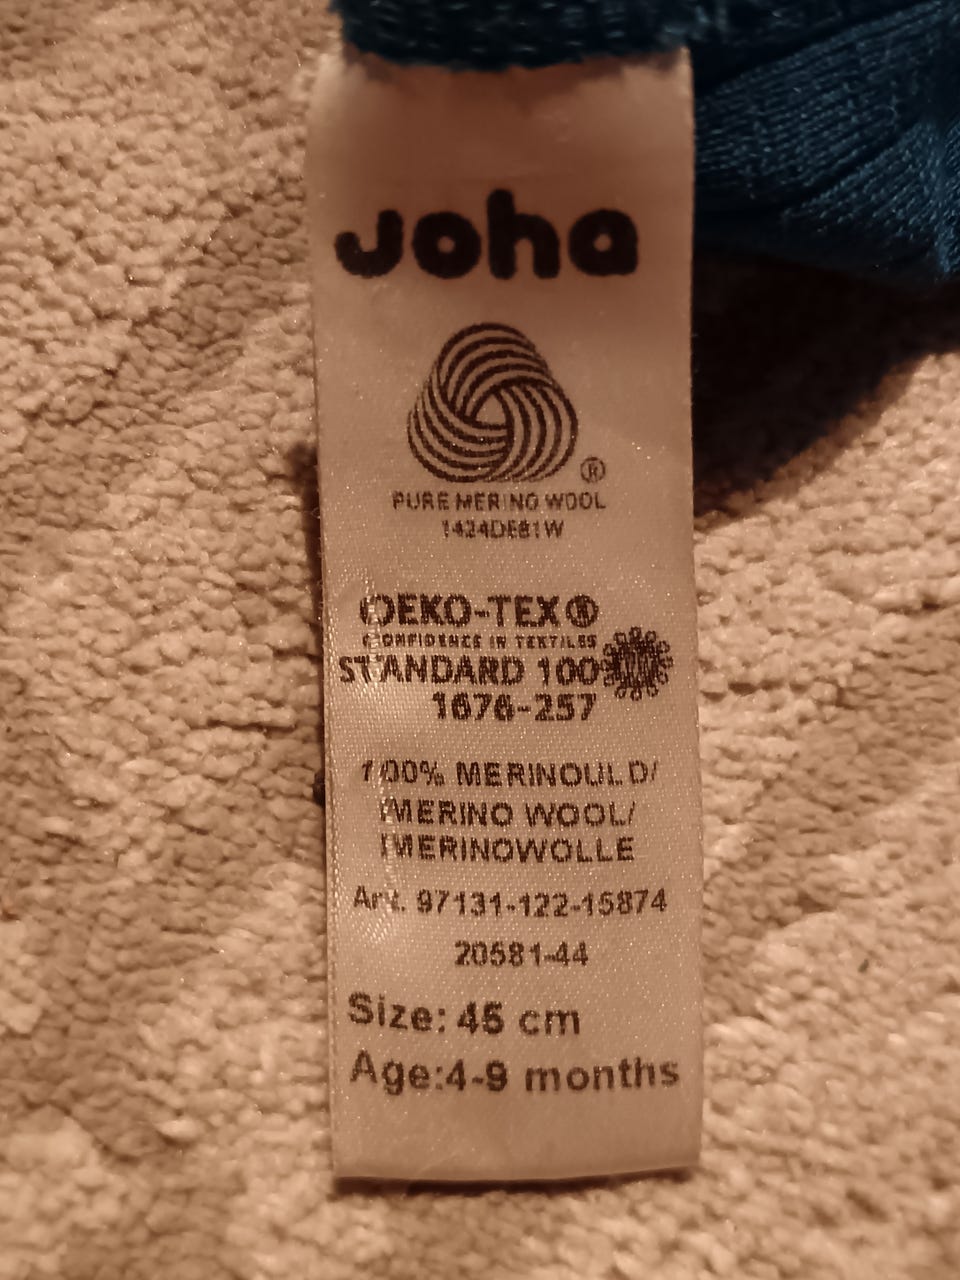 Joha
®
PURE MERINO WOOL
1424DE81W
OEKO-TEX®
CONFIDENCE IN TEXTILES
STANDARD 100
1676-257
100% MERINOULD/
MERINO WOOL/
MERINOWOLLE
Art. 97131-122-15874
20581-44
Size: 45 cm
Age:4-9 months